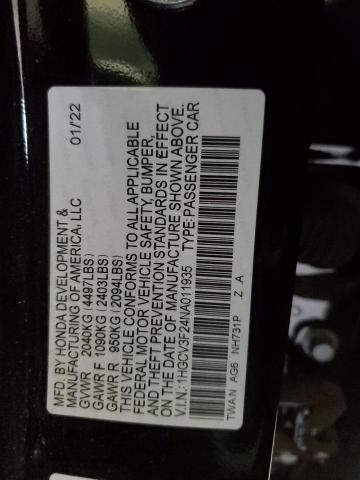 MFD. BY HONDA DEVELOPMENT &
MANUFACTURING OF AMERICA, LLC 01/22
GVWR 2040KG (4497LBS)
GAWR F 1090KG (2403LBS)
GAWR R 950KG (2094LBS)
THIS VEHICLE CONFORMS TO ALL APPLICABLE
FEDERAL MOTOR VEHICLE SAFETY, BUMPER,
AND THEFT PREVENTION STANDARDS IN EFFECT
ON THE DATE OF MANUFACTURE SHOWN ABOVE.
V.I.N.: 1HGCV3F24NA011935 TYPE: PASSENGER CAR
TWAN AG6 NH731P .Z .A